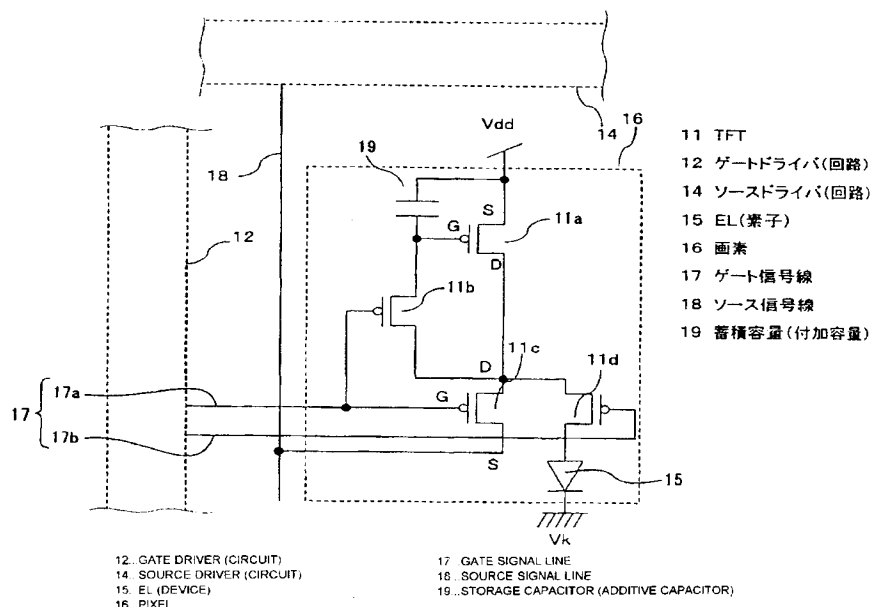 14
16
Vdd
19
18
S
G
11a
D
12
11b
D
11c
11d
17
17a
G
17b
S
15
Vk
11 TFT
12 ゲートドライバ(回路)
14 ソースドライバ(回路)
15 EL(素子)
16 画素
17 ゲート信号線
18 ソース信号線
19 蓄積容量(付加容量)
12...GATE DRIVER (CIRCUIT)
14...SOURCE DRIVER (CIRCUIT)
15. EL (DEVICE)
16. PIXEL
17 .GATE SIGNAL LINE
18...SOURCE SIGNAL LINE
19...STORAGE CAPACITOR (ADDITIVE CAPACITOR)